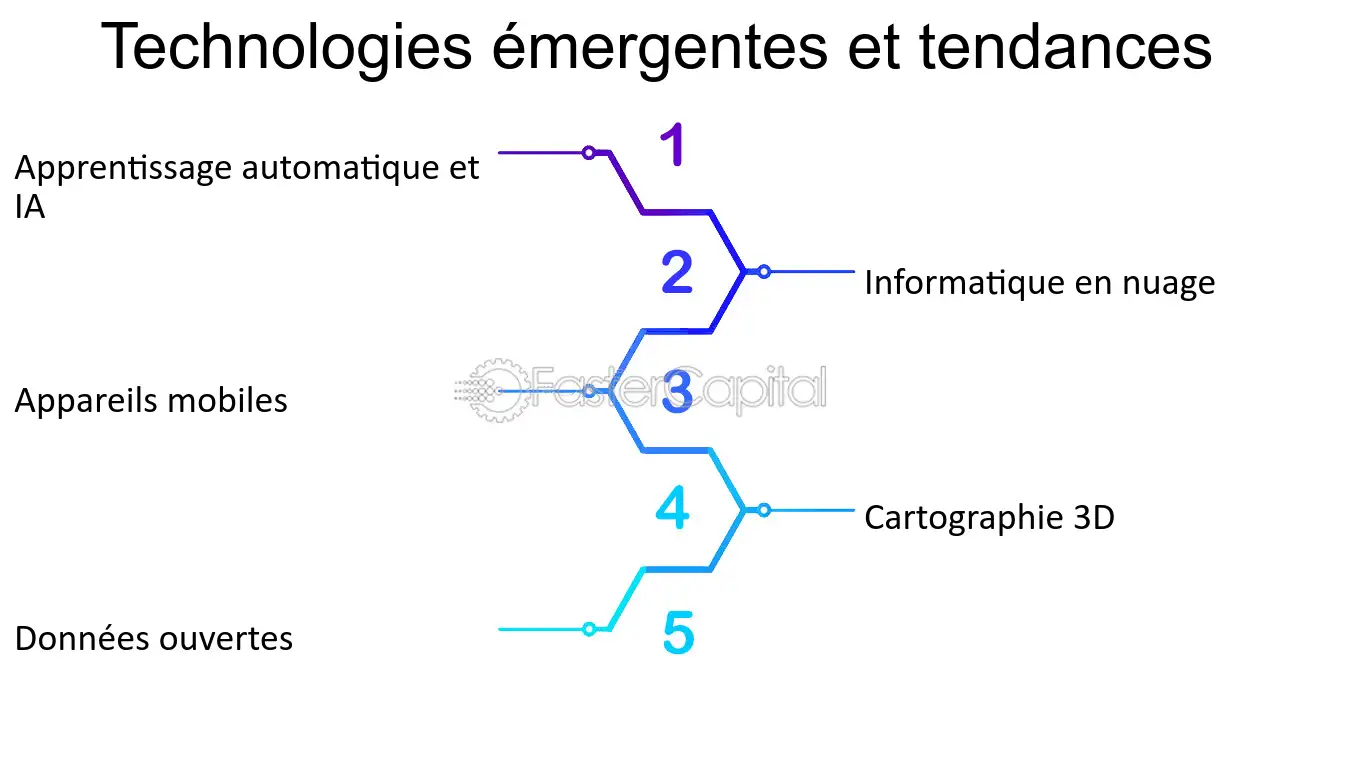 Technologies émergentes et tendances
1
Apprentissage automatique et
IA
2
Informatique en nuage
3
Appareils mobiles
FasterCapital
4
Cartographie 3D
5
Données ouvertes